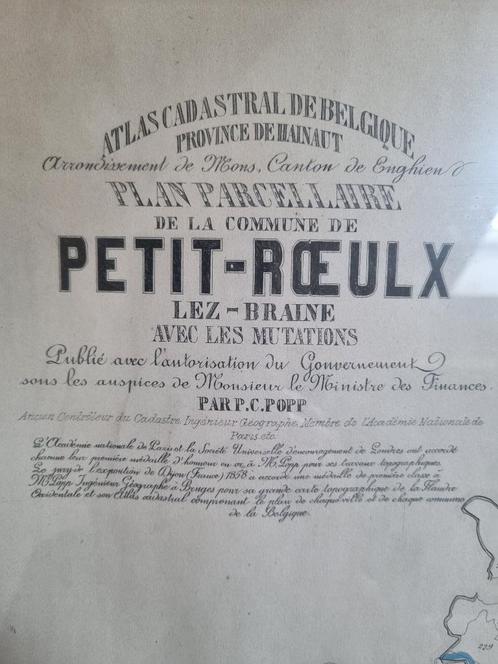 ATLAS CADASTRAL DE BELGIQUE
PROVINCE DE HAINAUT
Arrondissement de Mons, Canton de Enghien
PLAN PARCELLAIRE
DE LA COMMUNE DE
PETIT-RŒULX
LEZ-BRAINE
AVEC LES MUTATIONS
Publié avec l'autorisation du Gouvernement
sous les auspices de Monsieur le Ministre des Finances.
PAR P.C. POPP
Ancien Contrôleur du Cadastre, Ingénieur Géographe, Membre de l'Académie Nationale de
Paris etc.
L'Académie nationale de Paris et la Société Universelle d'encouragement de Londres ont accordé
chacune leur première médaille d'honneur en or à Mr. Popp pour ses travaux topographiques.
Le jury de l'exposition de Dijon (France) 1858 a accordé une médaille de première classe à
Mr. Popp Ingénieur Géographe à Bruges pour sa grande carte topographique de la Flandre
Occidentale et son Atlas cadastral comprenant le plan de chaque ville et de chaque commune
de la Belgique.
229